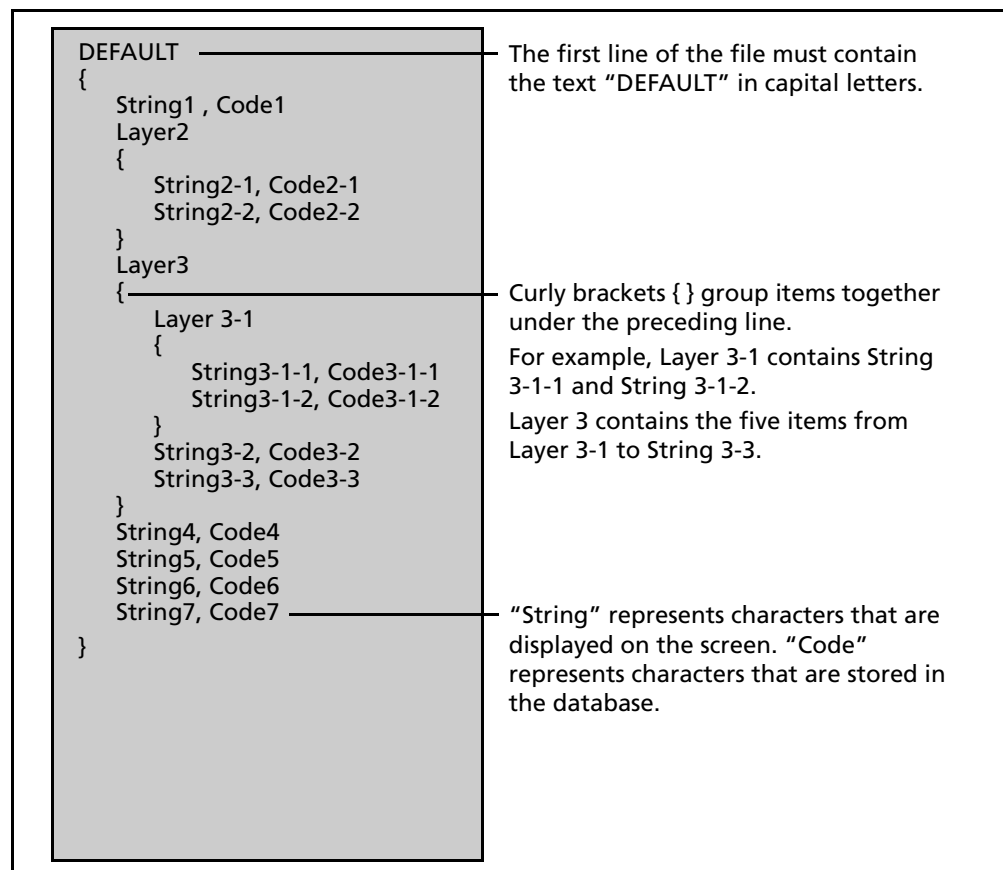 DEFAULT
{
String1 , Code1
Layer2
{
String2-1, Code2-1
String2-2, Code2-2
}
Layer3
{
Layer 3-1
{
String3-1-1, Code3-1-1
String3-1-2, Code3-1-2
}
String3-2, Code3-2
String3-3, Code3-3
}
String4, Code4
String5, Code5
String6, Code6
String7, Code7
}
The first line of the file must contain
the text “DEFAULT” in capital letters.
Curly brackets { } group items together
under the preceding line.
For example, Layer 3-1 contains String
3-1-1 and String 3-1-2.
Layer 3 contains the five items from
Layer 3-1 to String 3-3.
“String” represents characters that are
displayed on the screen. “Code”
represents characters that are stored in
the database.